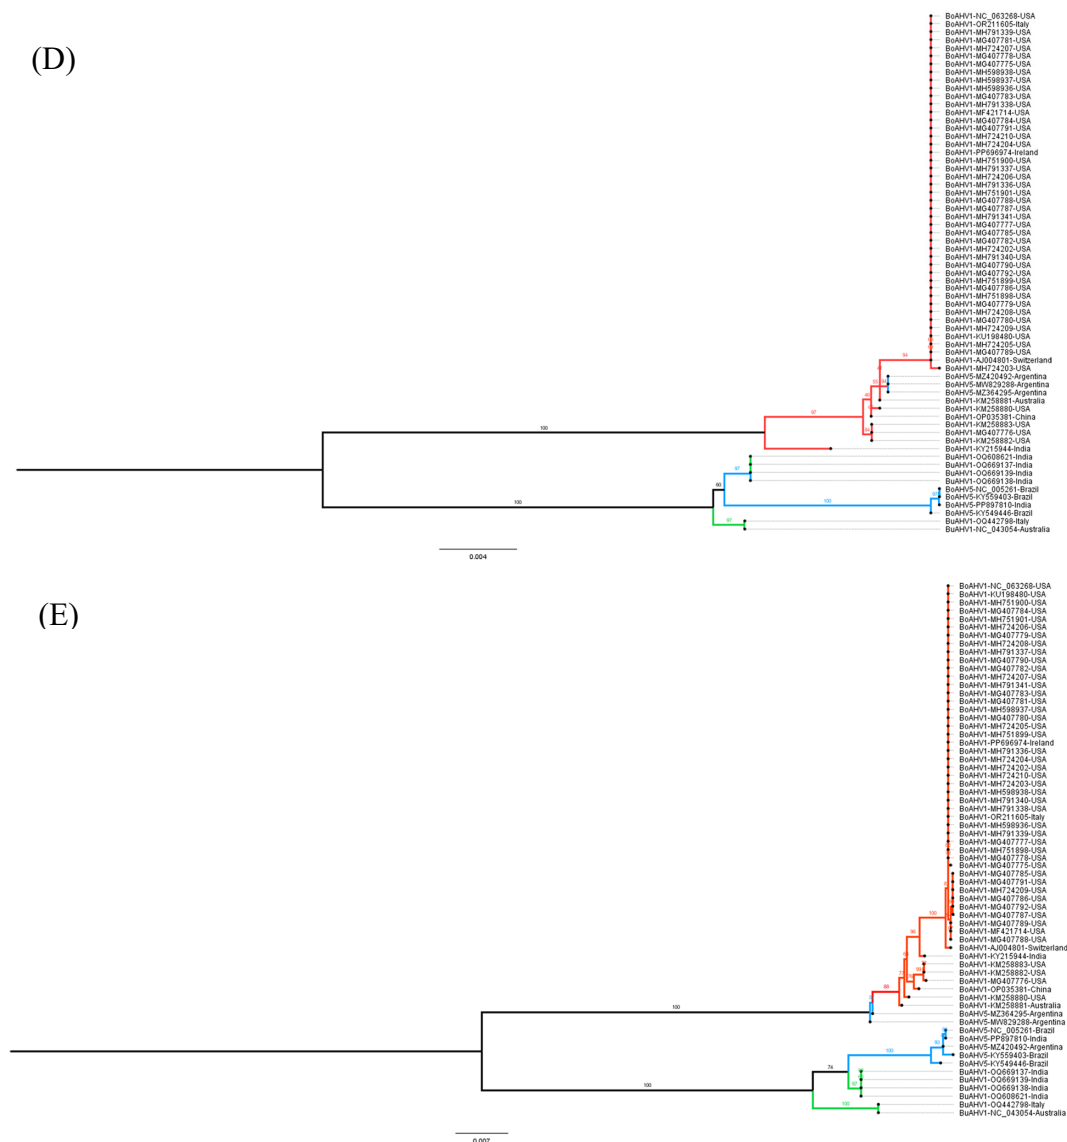 (D)
BoAHV1-NC_063268-USA
BoAHV1-OR211605-Italy
BoAHV1-MH791339-USA
BoAHV1-MG407781-USA
BoAHV1-MH724207-USA
BoAHV1-MG407778-USA
BoAHV1-MG407775-USA
BoAHV1-MH598938-USA
BoAHV1-MH598937-USA
BoAHV1-MH598936-USA
BoAHV1-MG407783-USA
BoAHV1-MH791338-USA
BoAHV1-MF421714-USA
BoAHV1-MG407784-USA
BoAHV1-MG407791-USA
BoAHV1-MH724210-USA
BoAHV1-MH724204-USA
BoAHV1-PP696974-Ireland
BoAHV1-MH751900-USA
BoAHV1-MH791337-USA
BoAHV1-MH724206-USA
BoAHV1-MH791336-USA
BoAHV1-MH751901-USA
BoAHV1-MG407788-USA
BoAHV1-MG407787-USA
BoAHV1-MH791341-USA
BoAHV1-MG407777-USA
BoAHV1-MG407785-USA
BoAHV1-MG407782-USA
BoAHV1-MH724202-USA
BoAHV1-MH791340-USA
BoAHV1-MG407790-USA
BoAHV1-MG407792-USA
BoAHV1-MH751899-USA
BoAHV1-MG407786-USA
BoAHV1-MH751898-USA
BoAHV1-MG407779-USA
BoAHV1-MH724208-USA
BoAHV1-MG407780-USA
BoAHV1-MH724209-USA
BoAHV1-KU198480-USA
BoAHV1-MH724205-USA
BoAHV1-MG407789-USA
94 BoAHV1-AJ004801-Switzerland
BoAHV1-MH724203-USA
BoAHV5-MZ420492-Argentina
BoAHV5-MW829288-Argentina
BoAHV5-MZ364295-Argentina
BoAHV1-KM258881-Australia
BoAHV1-KM258880-USA
97 BoAHV1-OP035381-China
BoAHV1-KM258883-USA
100 BoAHV1-MG407776-USA
BoAHV1-KM258882-USA
BoAHV1-KY215944-India
BuAHV1-OQ608621-India
BuAHV1-OQ669137-India
97 BuAHV1-OQ669139-India
BuAHV1-OQ669138-India
60 BoAHV5-NC_005261-Brazil
97 BoAHV5-KY559403-Brazil
100 100 BoAHV5-PP897810-India
BoAHV5-KY549446-Brazil
97 BuAHV1-OQ442798-Italy
BuAHV1-NC_043054-Australia
0.004
(E)
BoAHV1-NC_063268-USA
BoAHV1-KU198480-USA
BoAHV1-MH751900-USA
BoAHV1-MG407784-USA
BoAHV1-MH751901-USA
BoAHV1-MH724206-USA
BoAHV1-MG407779-USA
BoAHV1-MH724208-USA
BoAHV1-MH791337-USA
BoAHV1-MG407790-USA
BoAHV1-MG407782-USA
BoAHV1-MH724207-USA
BoAHV1-MH791341-USA
BoAHV1-MG407783-USA
BoAHV1-MG407781-USA
BoAHV1-MH598937-USA
BoAHV1-MG407780-USA
BoAHV1-MH724205-USA
BoAHV1-MH751899-USA
BoAHV1-PP696974-Ireland
BoAHV1-MH791336-USA
BoAHV1-MH724204-USA
BoAHV1-MH724202-USA
BoAHV1-MH724210-USA
BoAHV1-MH724203-USA
BoAHV1-MH598938-USA
BoAHV1-MH791340-USA
BoAHV1-MH791338-USA
BoAHV1-OR211605-Italy
BoAHV1-MH598936-USA
BoAHV1-MH791339-USA
BoAHV1-MG407777-USA
BoAHV1-MH751898-USA
BoAHV1-MG407778-USA
BoAHV1-MG407775-USA
BoAHV1-MG407785-USA
BoAHV1-MG407791-USA
BoAHV1-MH724209-USA
BoAHV1-MG407786-USA
BoAHV1-MG407792-USA
100 BoAHV1-MG407787-USA
BoAHV1-MG407789-USA
BoAHV1-MF421714-USA
BoAHV1-MG407788-USA
BoAHV1-AJ004801-Switzerland
BoAHV1-KY215944-India
BoAHV1-KM258883-USA
BoAHV1-KM258882-USA
BoAHV1-MG407776-USA
88 BoAHV1-OP035381-China
BoAHV1-KM258880-USA
100 BoAHV1-KM258881-Australia
BoAHV5-MZ364295-Argentina
BoAHV5-MW829288-Argentina
BoAHV5-NC_005261-Brazil
BoAHV5-PP897810-India
BoAHV5-MZ420492-Argentina
100 BoAHV5-KY559403-Brazil
74 BoAHV5-KY549446-Brazil
BuAHV1-OQ669137-India
BuAHV1-OQ669139-India
100 97 BuAHV1-OQ669138-India
BuAHV1-OQ608621-India
100 BuAHV1-OQ442798-Italy
BuAHV1-NC_043054-Australia
0.007